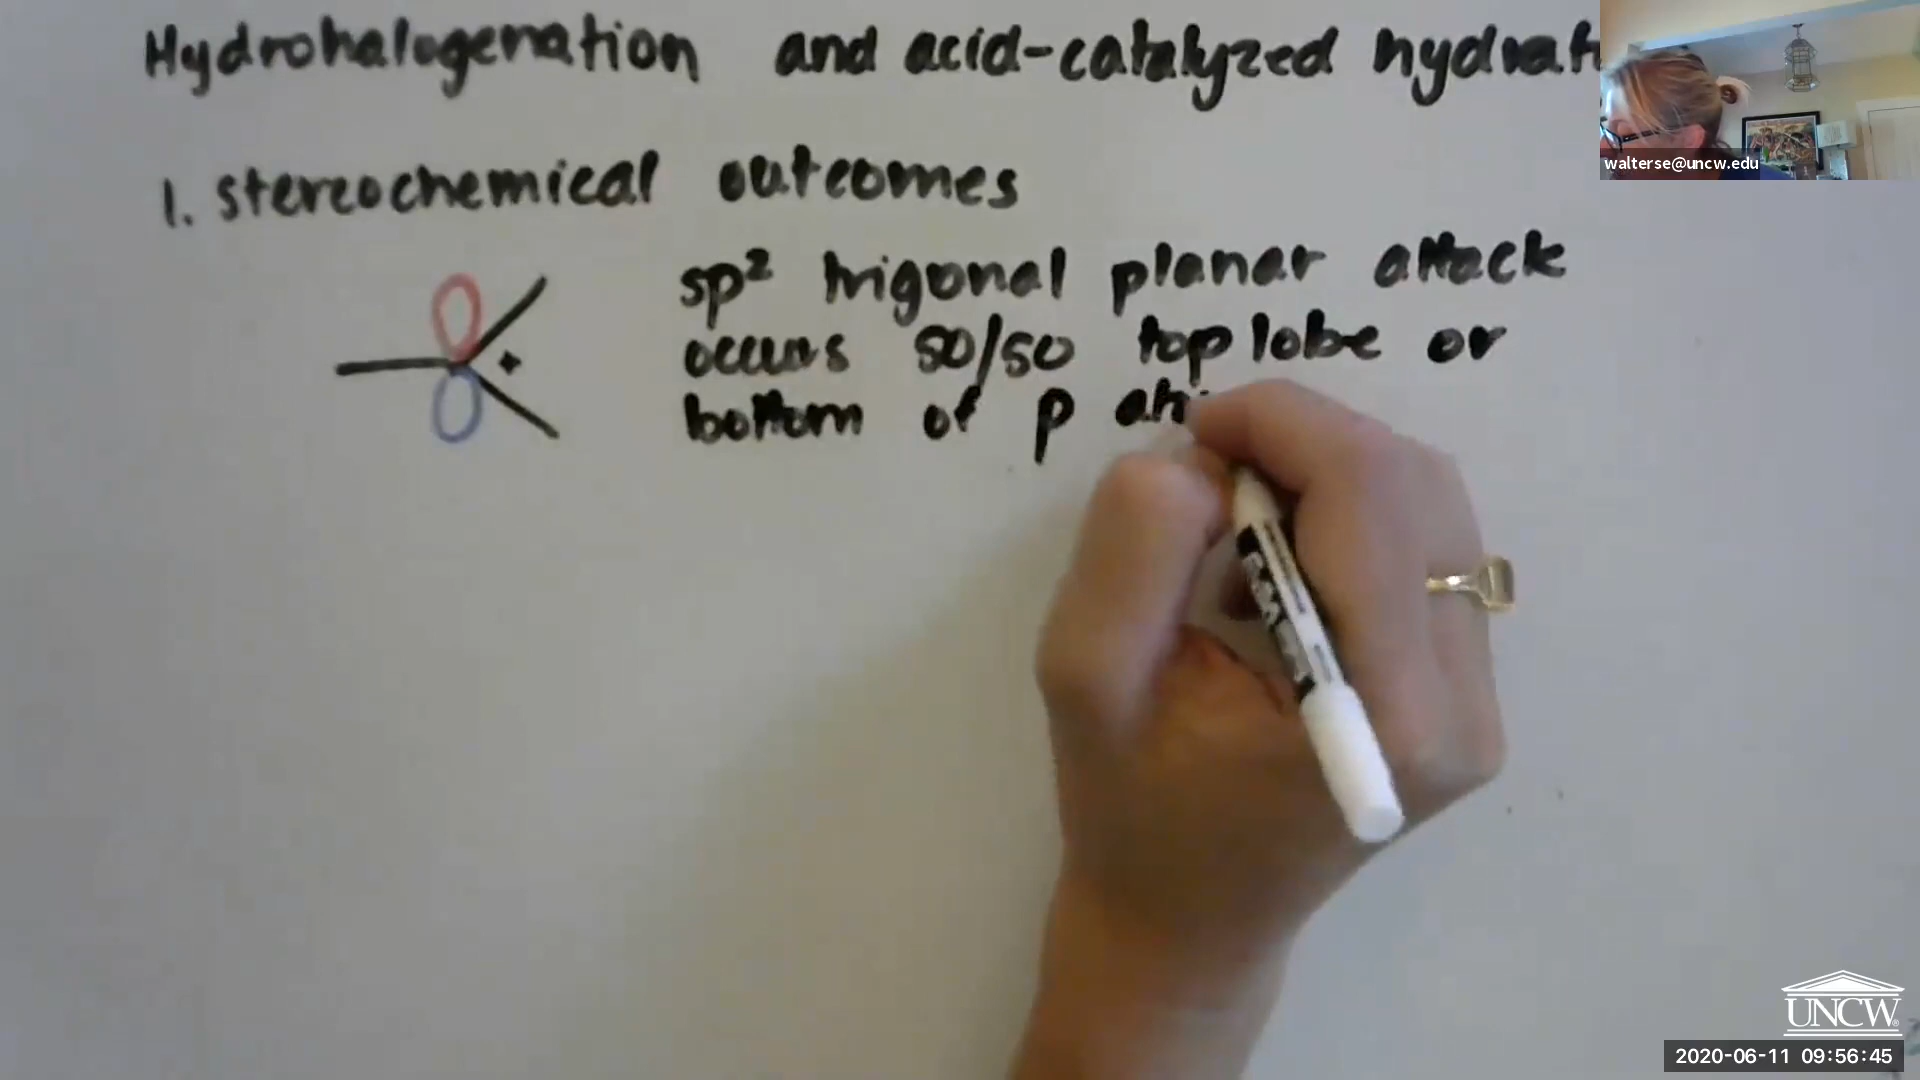 Hydrohalogenation and acid-catalyzed hydrat
1. stereochemical outcomes
sp² trigonal planar attack
occurs 50/50 top lobe or
bottom of p
+
walterse@uncw.edu
EXPO
UNCW
2020-06-11 09:56:45